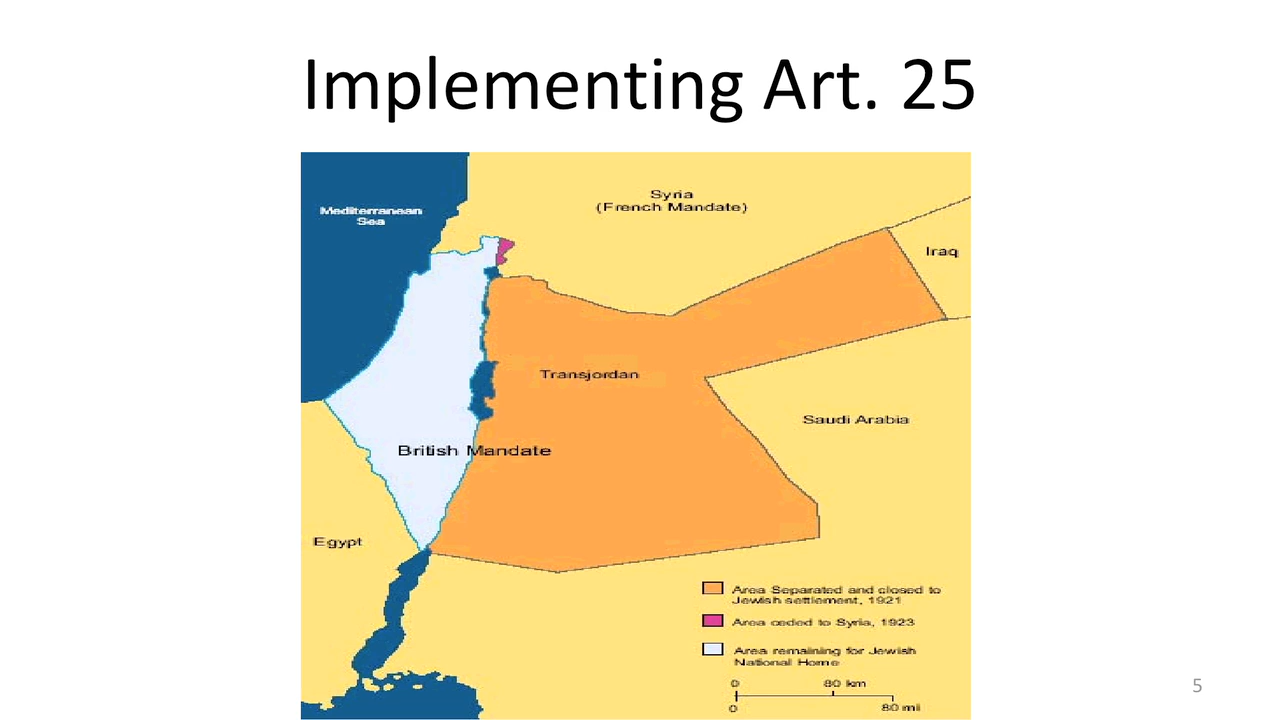 Implementing Art. 25
Mediterranean
Sea
Syria
(French Mandate)
Iraq
Transjordan
Saudi Arabia
British Mandate
Egypt
Area Separated and closed to
Jewish settlement, 1921
Area ceded to Syria, 1923
Area remaining for Jewish
National Home
0 80 km
0 80 mi
5